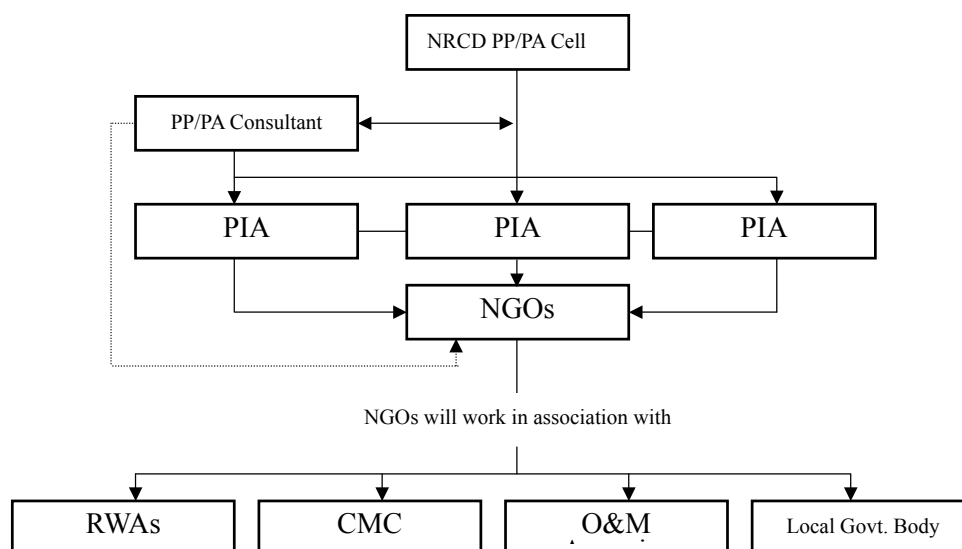 NRCD PP/PA Cell
PP/PA Consultant
PIA
PIA
PIA
NGOs
NGOs will work in association with
RWAs
CMC
O&M
Local Govt. Body